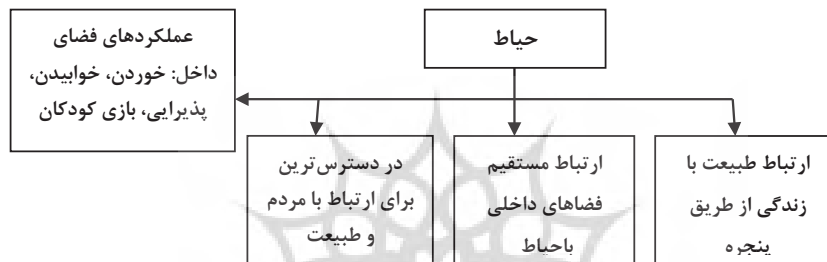 حیاط
عملکردهای فضای
داخل: خوردن، خوابیدن،
پذیرایی، بازی کودکان
ارتباط طبیعت با
زندگی از طریق
پنجره
ارتباط مستقیم
فضاهای داخلی
باحیاط
در دسترس‌ترین
برای ارتباط با مردم
و طبیعت